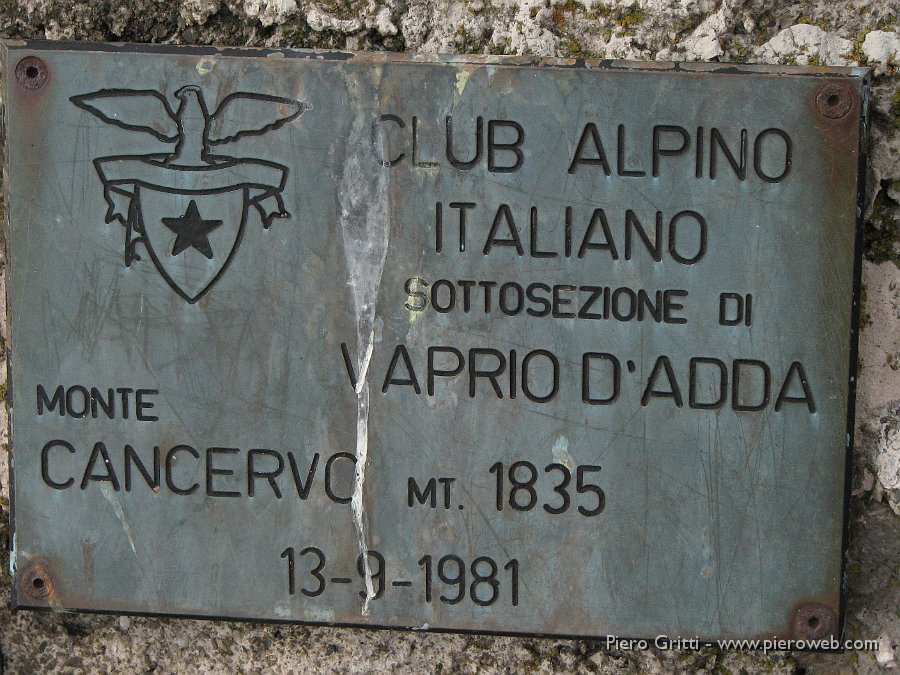 CLUB ALPINO
ITALIANO
SOTTOSEZIONE DI
VAPRIO D'ADDA
MONTE
CANCERVO MT. 1835
13-9-1981
Piero Gritti - www.pieroweb.com